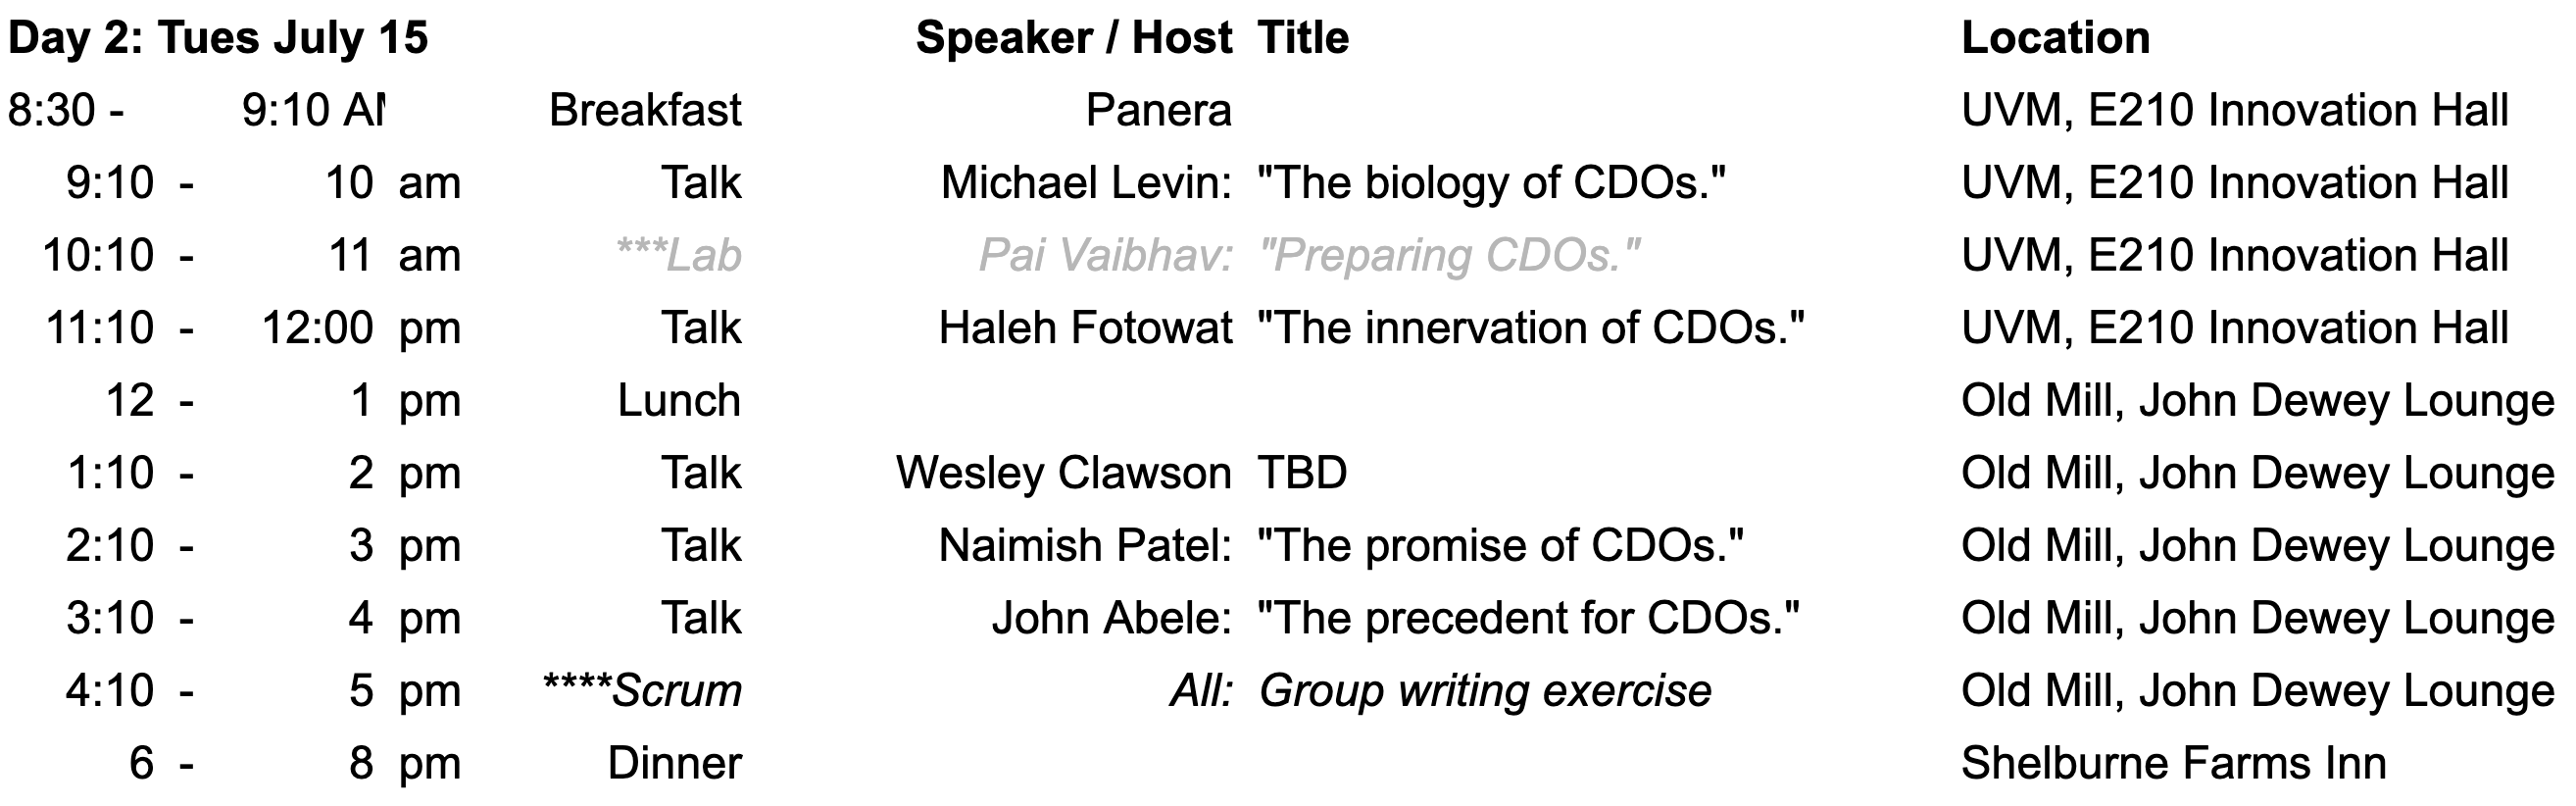 Day 2: Tues July 15 Speaker / Host Title Location
8:30 - 9:10 AM Breakfast Panera UVM, E210 Innovation Hall
9:10 - 10 am Talk Michael Levin: "The biology of CDOs." UVM, E210 Innovation Hall
10:10 - 11 am ***Lab Pai Vaibhav: "Preparing CDOs." UVM, E210 Innovation Hall
11:10 - 12:00 pm Talk Haleh Fotowat "The innervation of CDOs." UVM, E210 Innovation Hall
12 - 1 pm Lunch Old Mill, John Dewey Lounge
1:10 - 2 pm Talk Wesley Clawson TBD Old Mill, John Dewey Lounge
2:10 - 3 pm Talk Naimish Patel: "The promise of CDOs." Old Mill, John Dewey Lounge
3:10 - 4 pm Talk John Abele: "The precedent for CDOs." Old Mill, John Dewey Lounge
4:10 - 5 pm ****Scrum All: Group writing exercise Old Mill, John Dewey Lounge
6 - 8 pm Dinner Shelburne Farms Inn